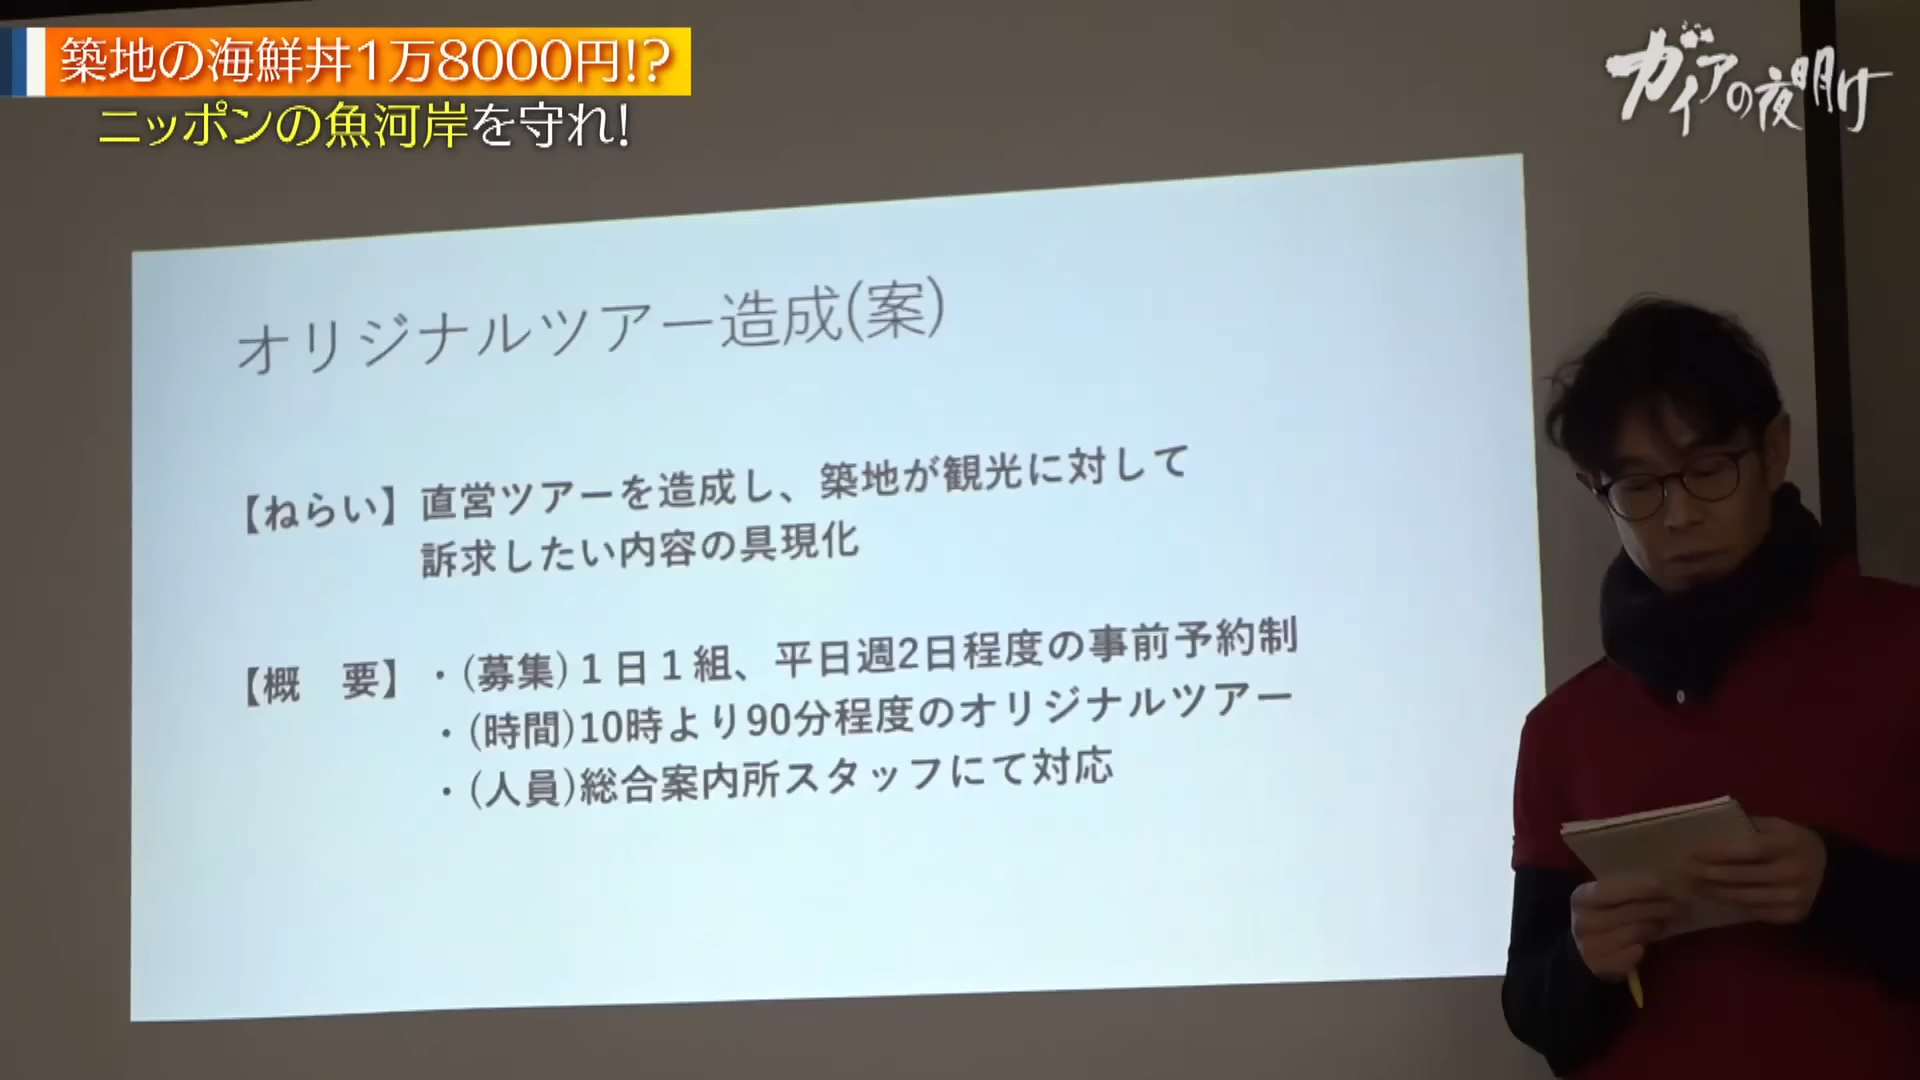 築地の海鮮丼1万8000円!?
ニッポンの魚河岸を守れ!
ガイアの夜明け
オリジナルツアー造成(案)
【ねらい】直営ツアーを造成し、築地が観光に対して
訴求したい内容の具現化
【概　要】・(募集)１日１組、平日週2日程度の事前予約制
・(時間)10時より90分程度のオリジナルツアー
・(人員)総合案内所スタッフにて対応